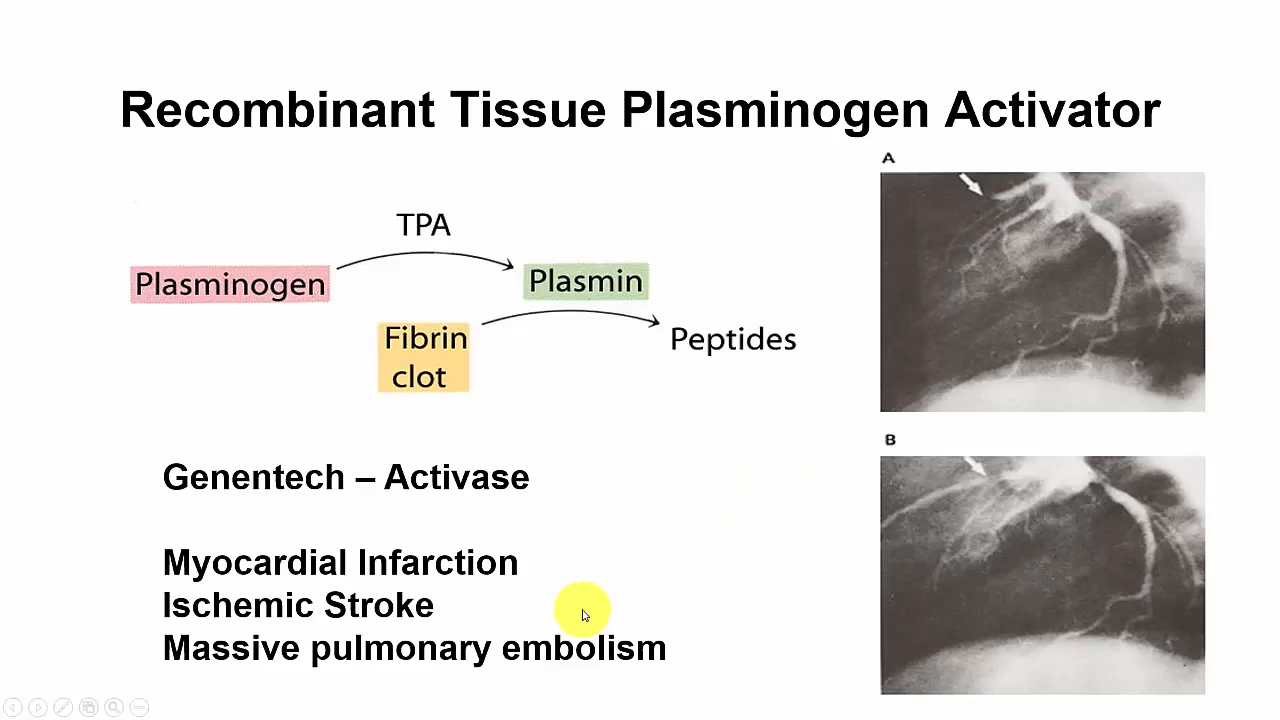 Recombinant Tissue Plasminogen Activator
A
TPA
Plasminogen
Plasmin
Fibrin
clot
Peptides
B
Genentech – Activase
Myocardial Infarction
Ischemic Stroke
Massive pulmonary embolism